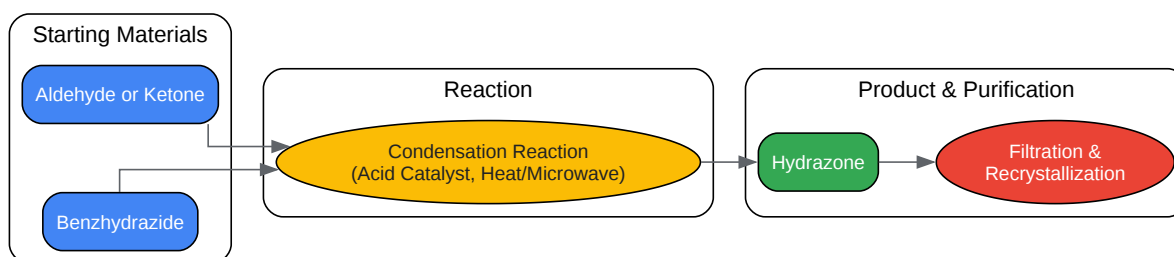 Starting Materials
Aldehyde or Ketone
Benzhydrazide
Reaction
Condensation Reaction
(Acid Catalyst, Heat/Microwave)
Product & Purification
Hydrazone
Filtration &
Recrystallization